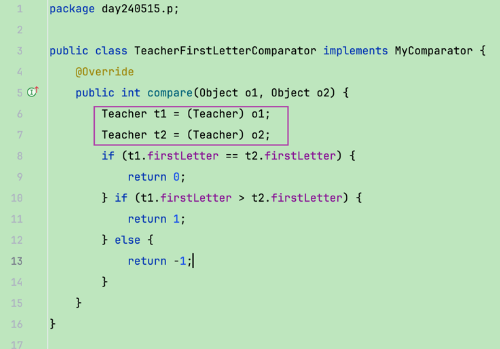 1 package day240515.p;
2
3 public class TeacherFirstLetterComparator implements MyComparator {
4     @Override
5     public int compare(Object o1, Object o2) {
6         Teacher t1 = (Teacher) o1;
7         Teacher t2 = (Teacher) o2;
8         if (t1.firstLetter == t2.firstLetter) {
9             return 0;
10         } if (t1.firstLetter > t2.firstLetter) {
11             return 1;
12         } else {
13             return -1;
14         }
15     }
16 }
17